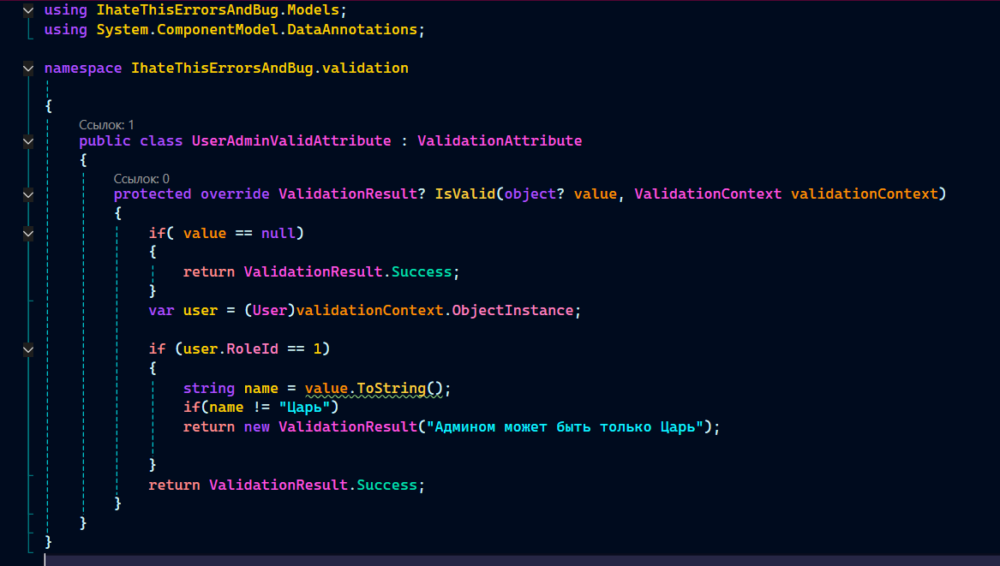 using IhateThisErrorsAndBug.Models;
using System.ComponentModel.DataAnnotations;
namespace IhateThisErrorsAndBug.validation
{
Ссылок: 1
public class UserAdminValidAttribute : ValidationAttribute
{
Ссылок: 0
protected override ValidationResult? IsValid(object? value, ValidationContext validationContext)
{
if( value == null)
{
return ValidationResult.Success;
}
var user = (User)validationContext.ObjectInstance;
if (user.RoleId == 1)
{
string name = value.ToString();
if(name != "Царь")
return new ValidationResult("Админом может быть только Царь");
}
return ValidationResult.Success;
}
}
}